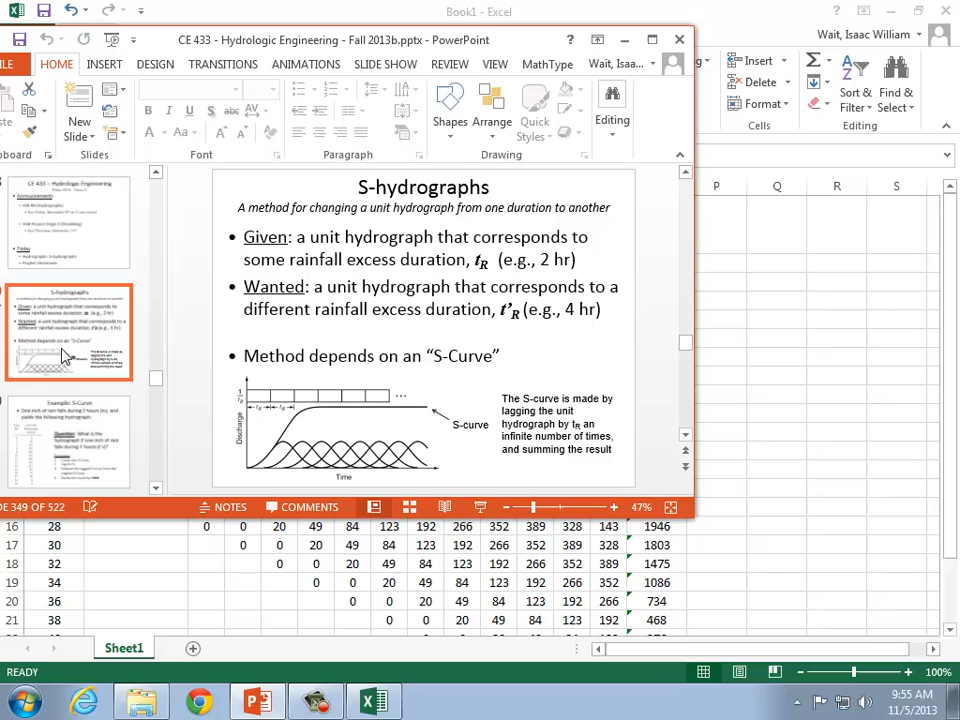 Book1 - Excel
CE 433 - Hydrologic Engineering - Fall 2013b.pptx - PowerPoint
Wait, Isaac William
HOME INSERT DESIGN TRANSITIONS ANIMATIONS SLIDE SHOW REVIEW VIEW MathType Wait, Isaa...
New
Slide
Slides
Font
Paragraph
Shapes Arrange Quick
Styles
Drawing
Editing
Insert
Delete
Format
Cells
Sort &
Filter
Find &
Select
Editing
P Q R S
CE 433 - Hydrologic Engineering
S-hydrographs
A method for changing a unit hydrograph from one duration to another
• Given: a unit hydrograph that corresponds to
some rainfall excess duration, tR (e.g., 2 hr)
• Wanted: a unit hydrograph that corresponds to a
different rainfall excess duration, t'R (e.g., 4 hr)
• Method depends on an “S-Curve”
1/tR
tR tR
...
Discharge
Time
S-curve
The S-curve is made by
lagging the unit
hydrograph by tR an
infinite number of times,
and summing the result
Example: S-Curve
DE 349 OF 522 NOTES COMMENTS 47%
16 28 0 0 20 49 84 123 192 266 352 389 328 143 1946
17 30 0 0 20 49 84 123 192 266 352 389 328 1803
18 32 0 0 20 49 84 123 192 266 352 389 1475
19 34 0 0 20 49 84 123 192 266 352 1086
20 36 0 0 20 49 84 123 192 266 734
21 38 0 0 20 49 84 123 192 468
Sheet1
READY 100%
9:55 AM
11/5/2013